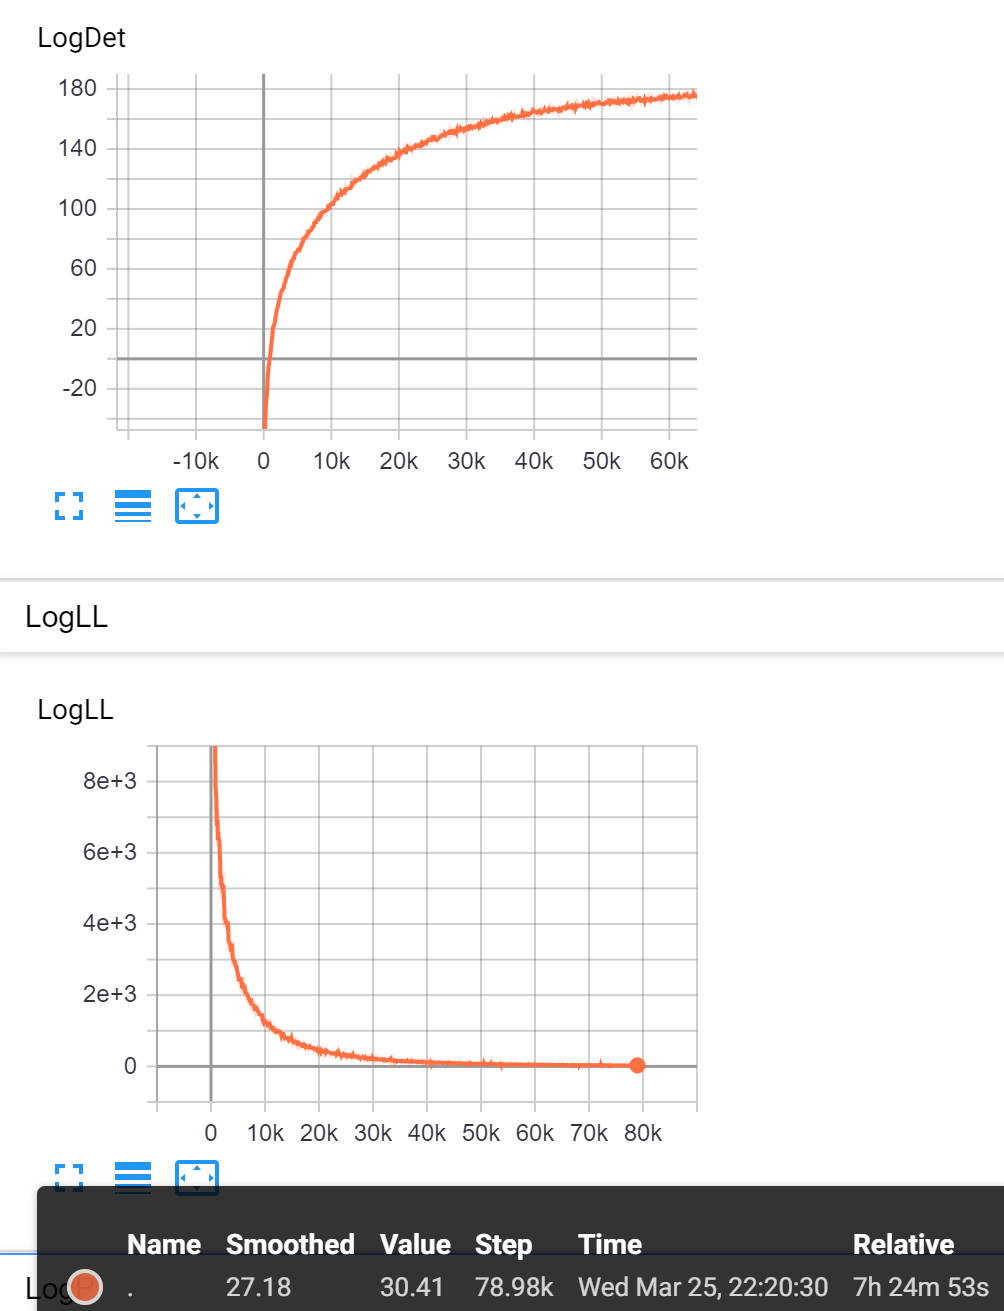 LogDet
180
140
100
60
20
-20
-10k 0 10k 20k 30k 40k 50k 60k
LogLL
LogLL
8e+3
6e+3
4e+3
2e+3
0
0 10k 20k 30k 40k 50k 60k 70k 80k
Name Smoothed Value Step Time Relative
. 27.18 30.41 78.98k Wed Mar 25, 22:20:30 7h 24m 53s